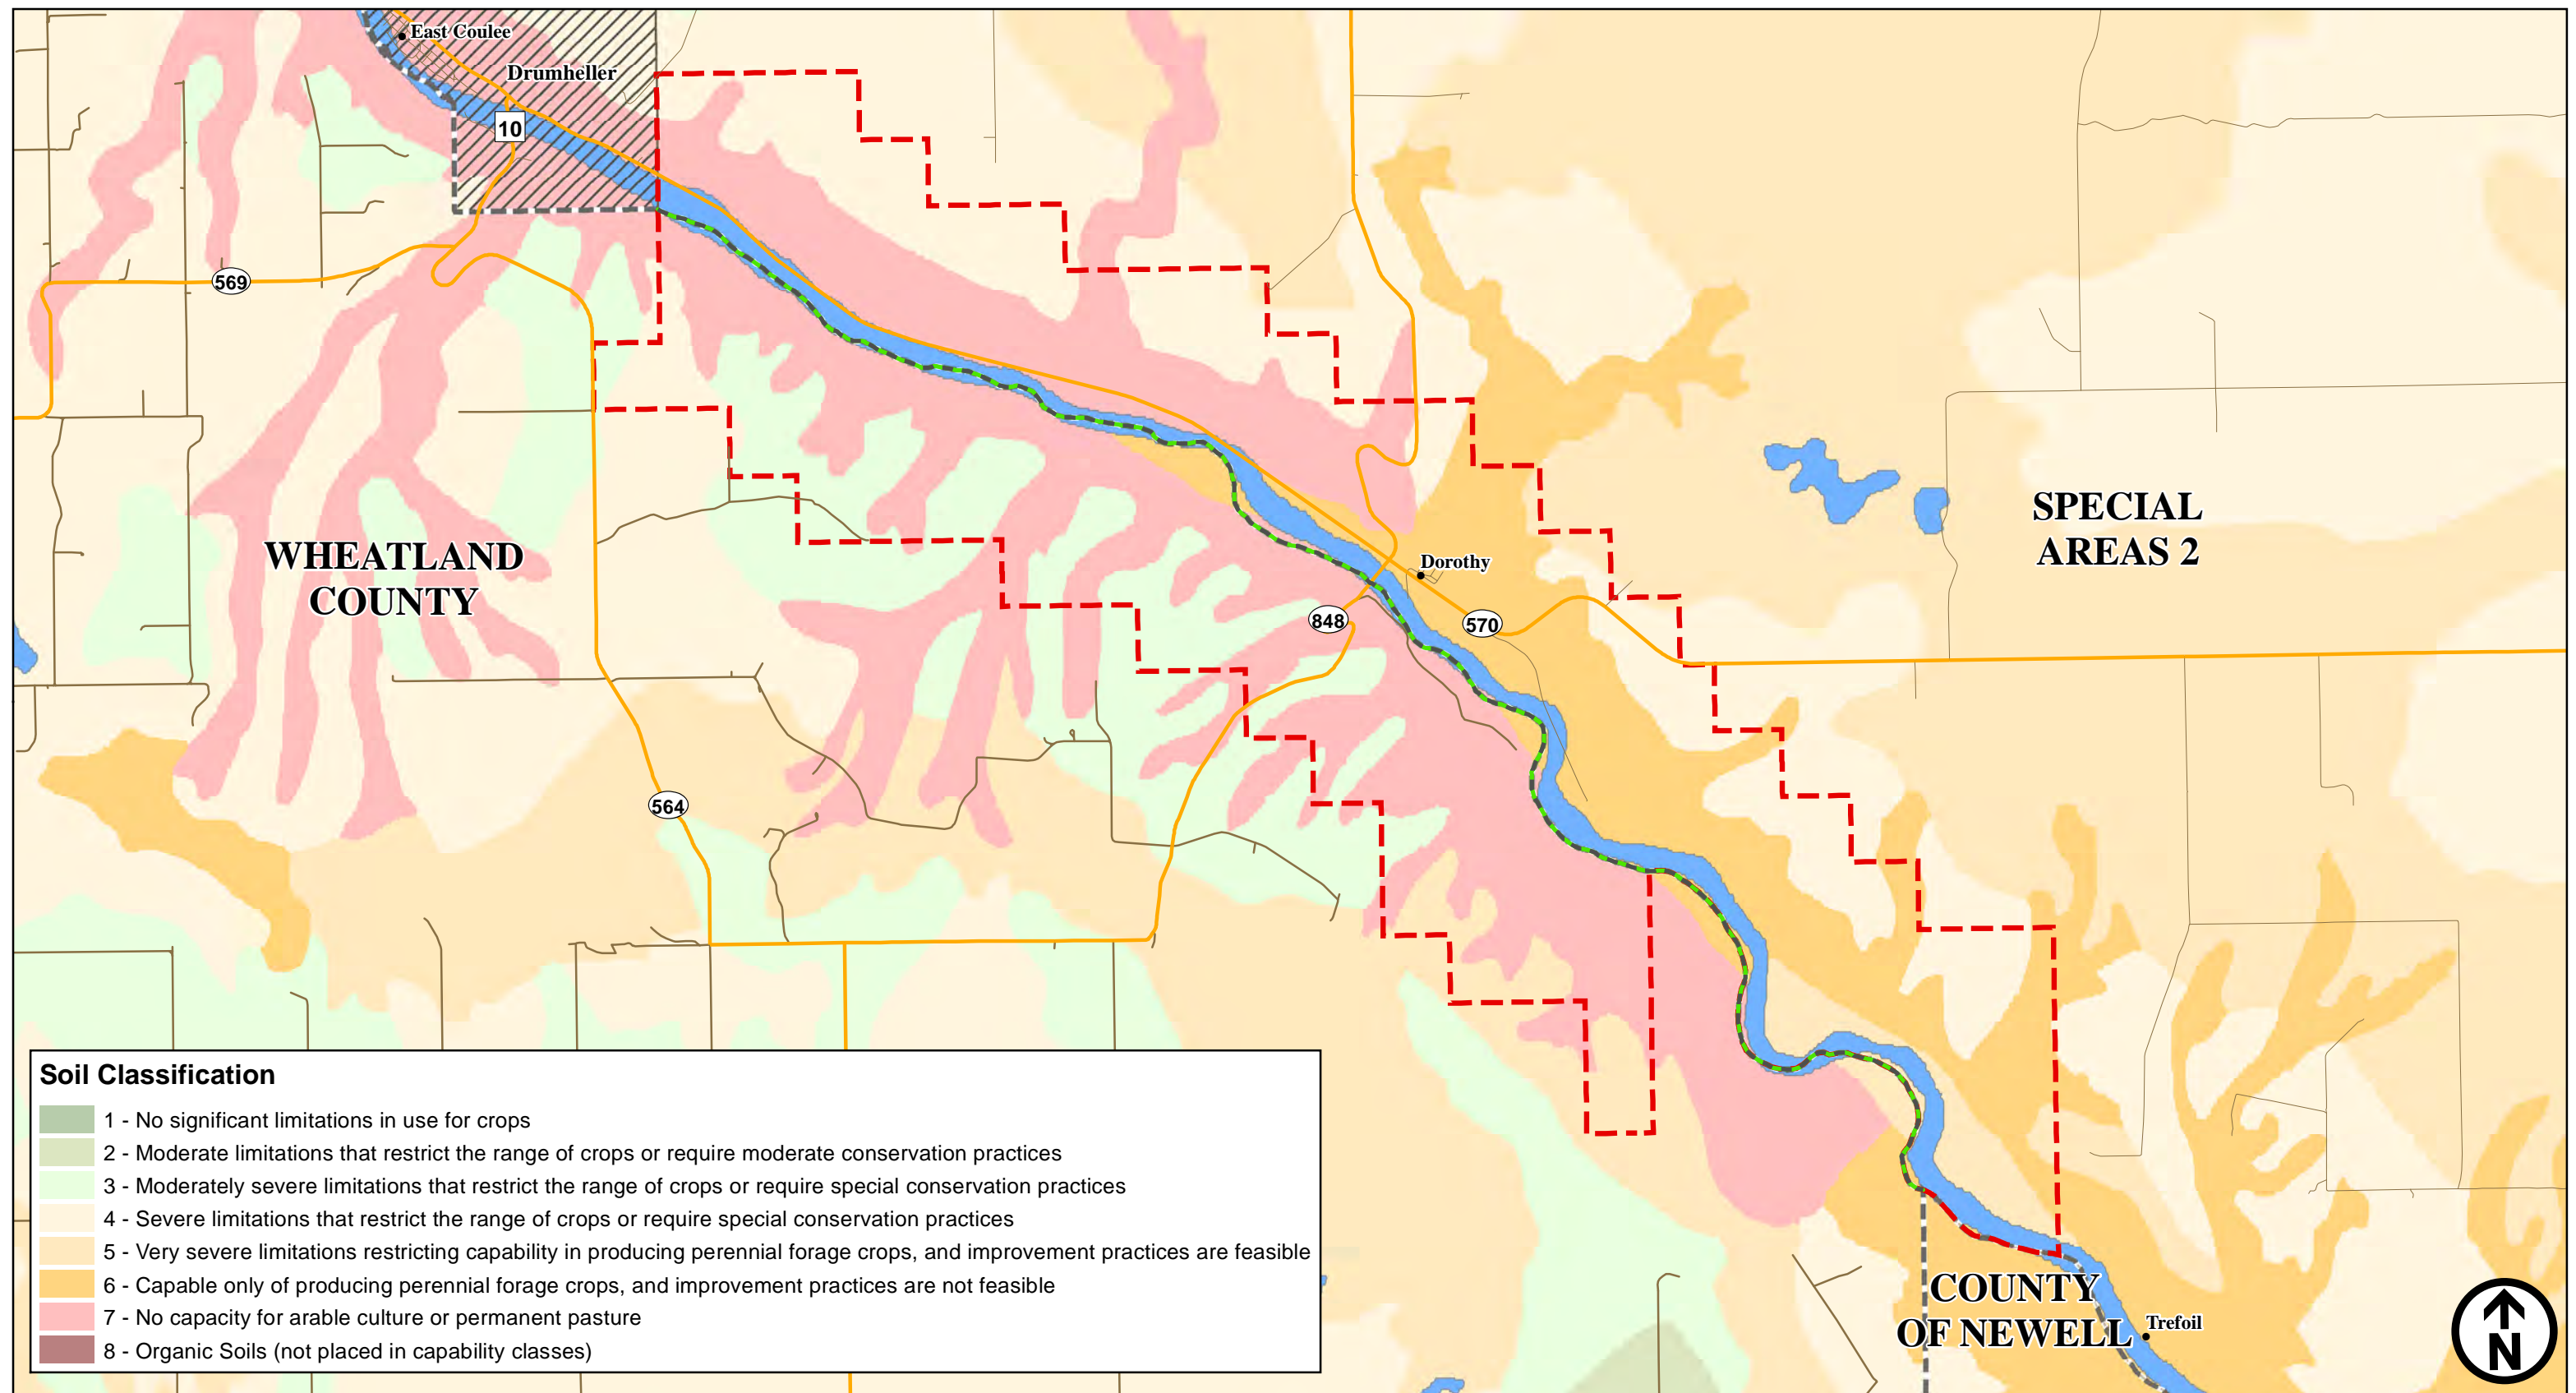 East Coulee
Drumheller
10
569
WHEATLAND
COUNTY
SPECIAL
AREAS 2
Dorothy
848
570
564
COUNTY
OF NEWELL
Trefoil
N
Soil Classification
1 - No significant limitations in use for crops
2 - Moderate limitations that restrict the range of crops or require moderate conservation practices
3 - Moderately severe limitations that restrict the range of crops or require special conservation practices
4 - Severe limitations that restrict the range of crops or require special conservation practices
5 - Very severe limitations restricting capability in producing perennial forage crops, and improvement practices are feasible
6 - Capable only of producing perennial forage crops, and improvement practices are not feasible
7 - No capacity for arable culture or permanent pasture
8 - Organic Soils (not placed in capability classes)